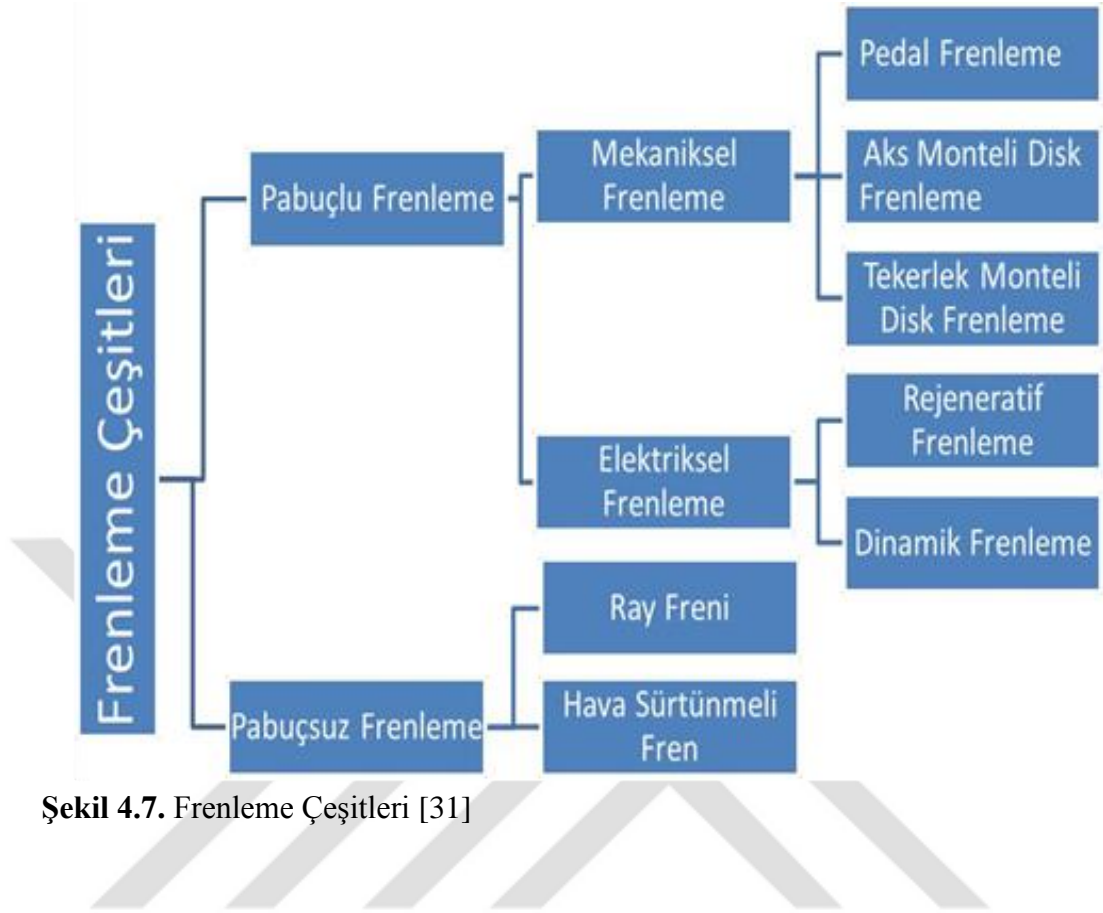 Frenleme Çeşitleri
Pabuçlu Frenleme
Mekaniksel
Frenleme
Pedal Frenleme
Aks Monteli Disk
Frenleme
Tekerlek Monteli
Disk Frenleme
Elektriksel
Frenleme
Rejeneratif
Frenleme
Dinamik Frenleme
Pabuçsuz Frenleme
Ray Freni
Hava Sürtünmeli
Fren
Şekil 4.7. Frenleme Çeşitleri [31]